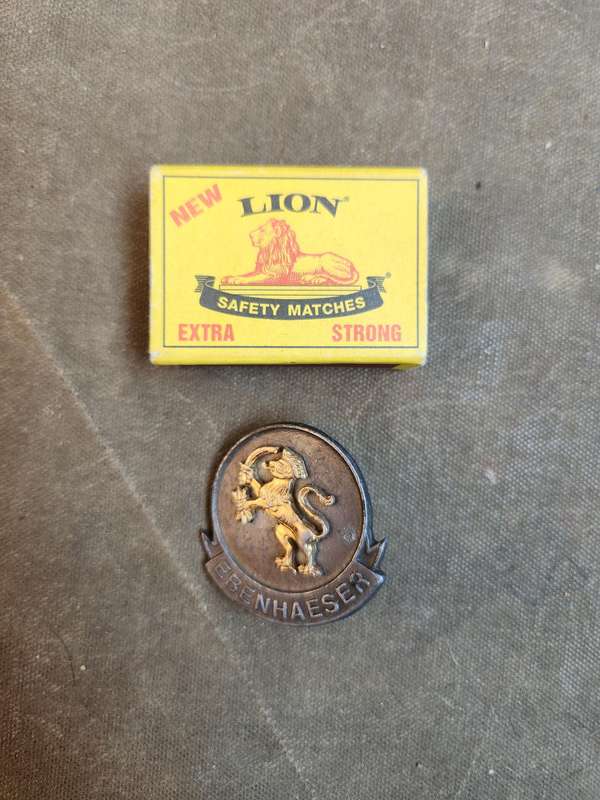 NEW
LION®
SAFETY MATCHES®
EXTRA STRONG
EBENHAESER